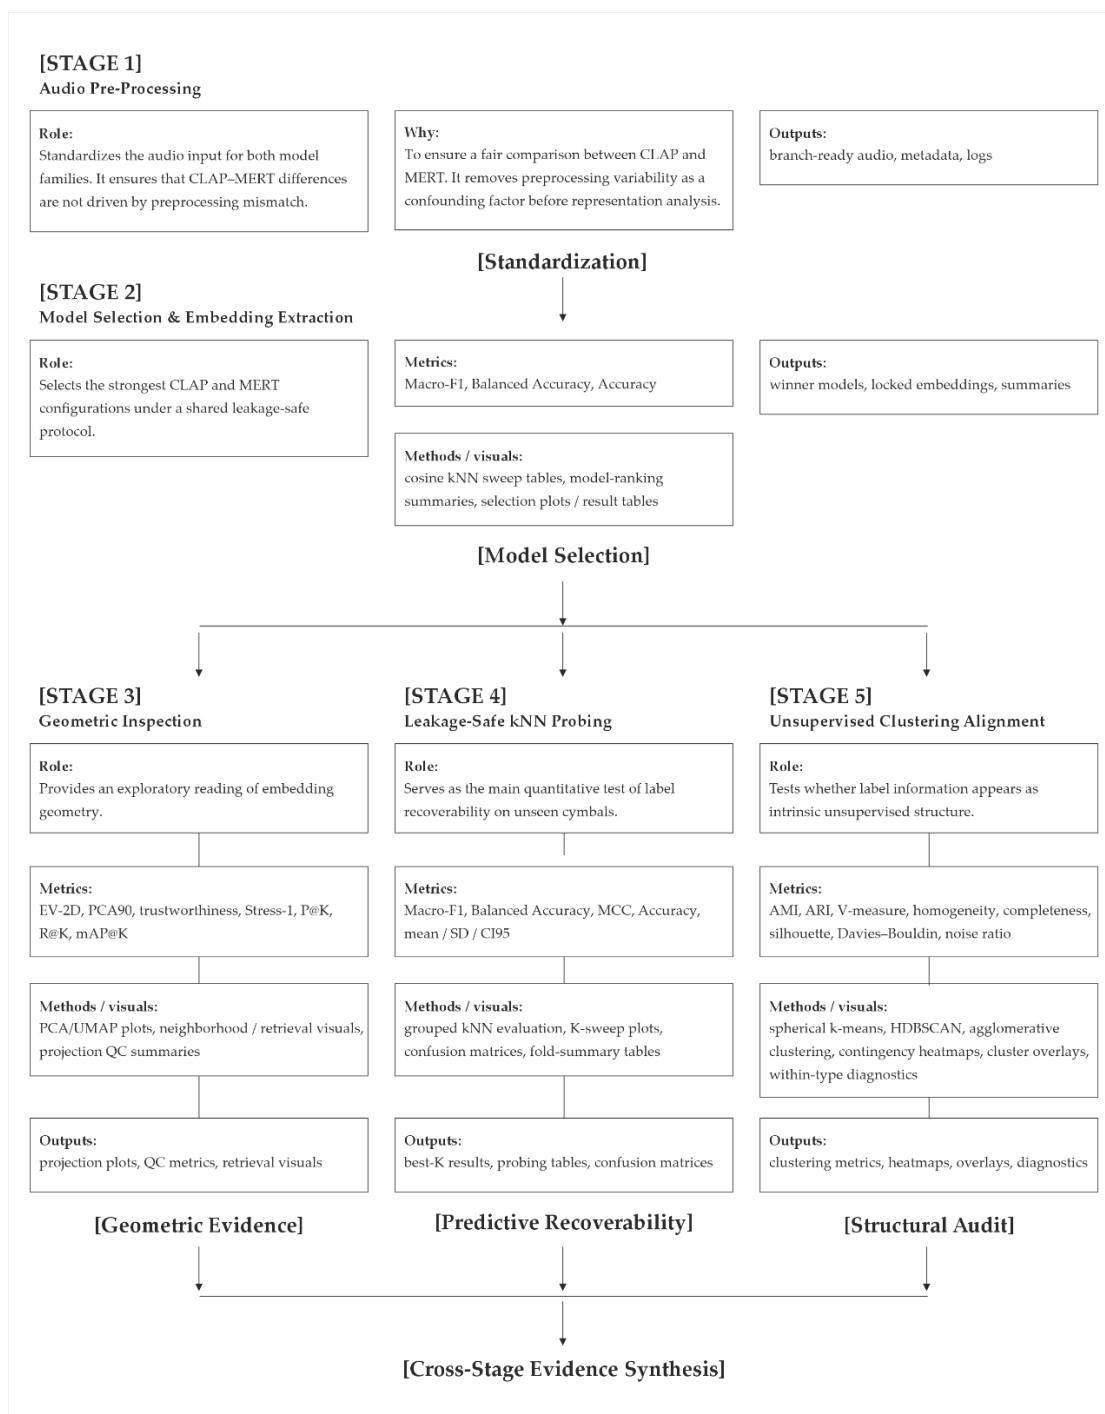 [STAGE 1]
Audio Pre-Processing
Role:
Standardizes the audio input for both model
families. It ensures that CLAP–MERT differences
are not driven by preprocessing mismatch.
Why:
To ensure a fair comparison between CLAP and
MERT. It removes preprocessing variability as a
confounding factor before representation analysis.
Outputs:
branch-ready audio, metadata, logs
[Standardization]
[STAGE 2]
Model Selection & Embedding Extraction
Role:
Selects the strongest CLAP and MERT
configurations under a shared leakage-safe
protocol.
Metrics:
Macro-F1, Balanced Accuracy, Accuracy
Methods / visuals:
cosine kNN sweep tables, model-ranking
summaries, selection plots / result tables
Outputs:
winner models, locked embeddings, summaries
[Model Selection]
[STAGE 3]
Geometric Inspection
Role:
Provides an exploratory reading of embedding
geometry.
Metrics:
EV-2D, PCA90, trustworthiness, Stress-1, P@K,
R@K, mAP@K
Methods / visuals:
PCA/UMAP plots, neighborhood / retrieval visuals,
projection QC summaries
Outputs:
projection plots, QC metrics, retrieval visuals
[Geometric Evidence]
[STAGE 4]
Leakage-Safe kNN Probing
Role:
Serves as the main quantitative test of label
recoverability on unseen cymbals.
Metrics:
Macro-F1, Balanced Accuracy, MCC, Accuracy,
mean / SD / CI95
Methods / visuals:
grouped kNN evaluation, K-sweep plots,
confusion matrices, fold-summary tables
Outputs:
best-K results, probing tables, confusion matrices
[Predictive Recoverability]
[STAGE 5]
Unsupervised Clustering Alignment
Role:
Tests whether label information appears as
intrinsic unsupervised structure.
Metrics:
AMI, ARI, V-measure, homogeneity, completeness,
silhouette, Davies–Bouldin, noise ratio
Methods / visuals:
spherical k-means, HDBSCAN, agglomerative
clustering, contingency heatmaps, cluster overlays,
within-type diagnostics
Outputs:
clustering metrics, heatmaps, overlays, diagnostics
[Structural Audit]
[Cross-Stage Evidence Synthesis]